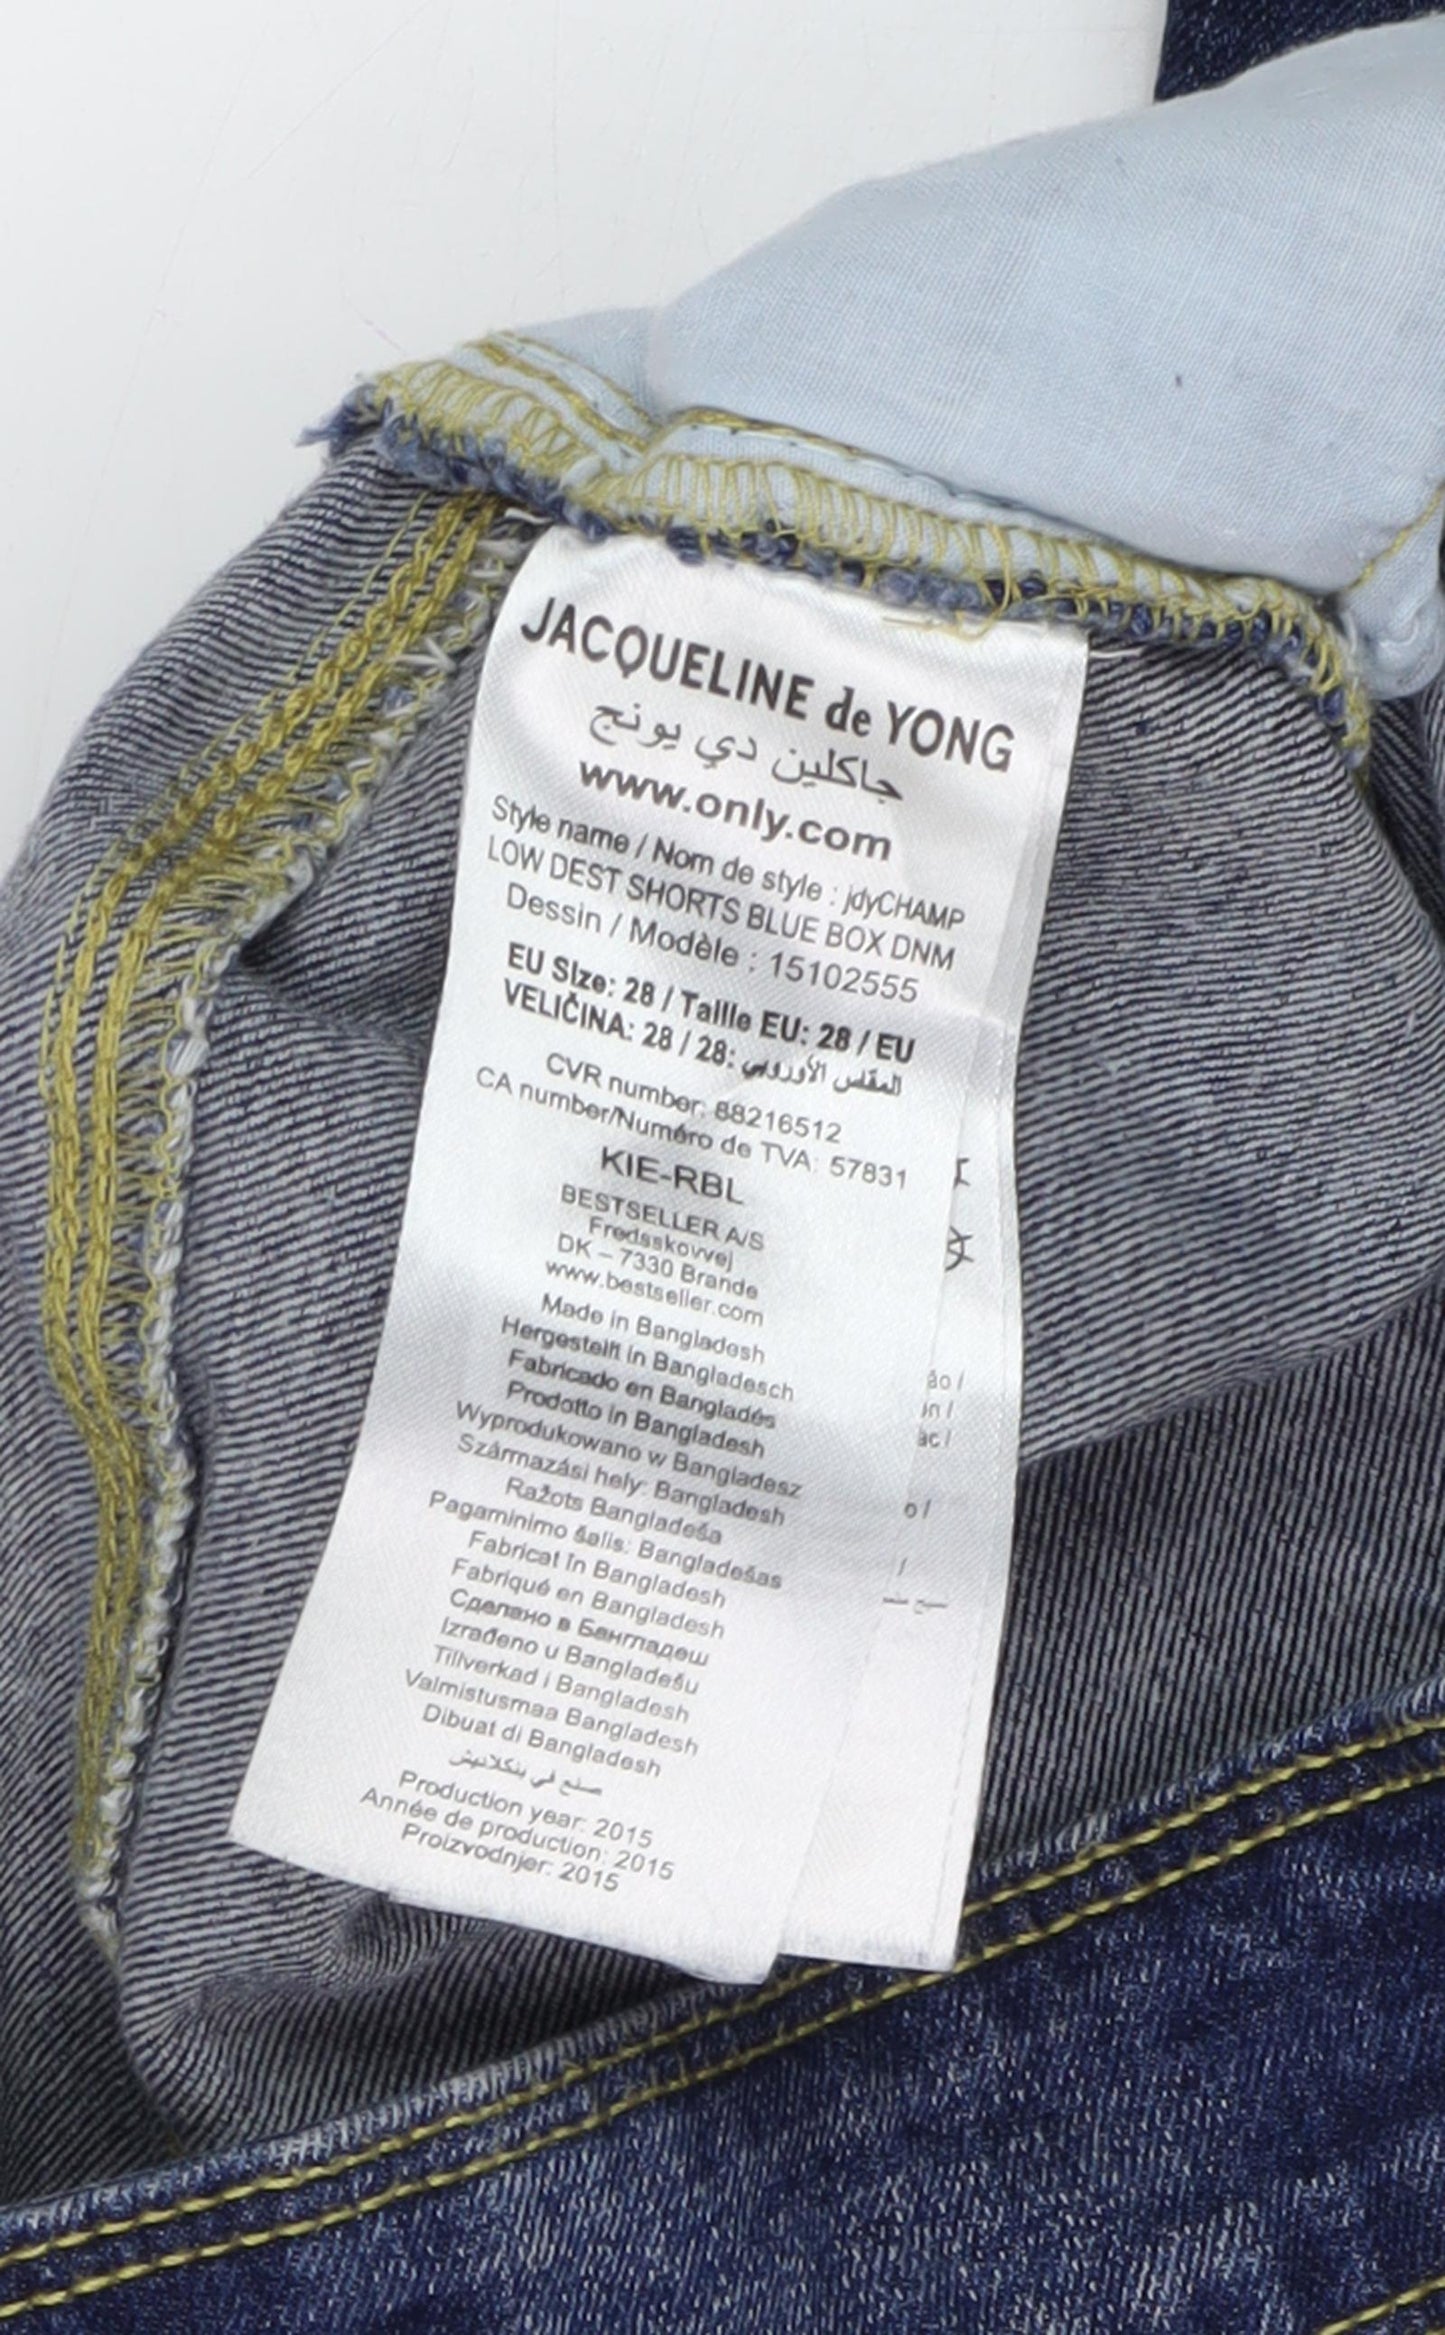 JACQUELINE de YONG
جاكلين دي يونج
www.only.com
Style name / Nom de style : jdyCHAMP
LOW DEST SHORTS BLUE BOX DNM
Dessin / Modèle : 15102555
EU Size: 28 / Taille EU: 28 / EU
VELIČINA: 28 / 28: المقاس الأوروبي
CVR number: 88216512
CA number/Numéro de TVA: 57831
KIE-RBL
BESTSELLER A/S
Fredsskovvej
DK – 7330 Brande
www.bestseller.com
Made in Bangladesh
Hergestellt in Bangladesch
Fabricado en Bangladés
Prodotto in Bangladesh
Wyprodukowano w Bangladesz
Származási hely: Bangladesh
Ražots Bangladeša
Pagaminimo šalis: Bangladešas
Fabricat în Bangladesh
Fabriqué en Bangladesh
Сделано в Бангладеш
Izrađeno u Bangladešu
Tillverkad i Bangladesh
Valmistusmaa Bangladesh
Dibuat di Bangladesh
صنع في بنكلاديش
Production year: 2015
Année de production: 2015
Proizvodnjer: 2015